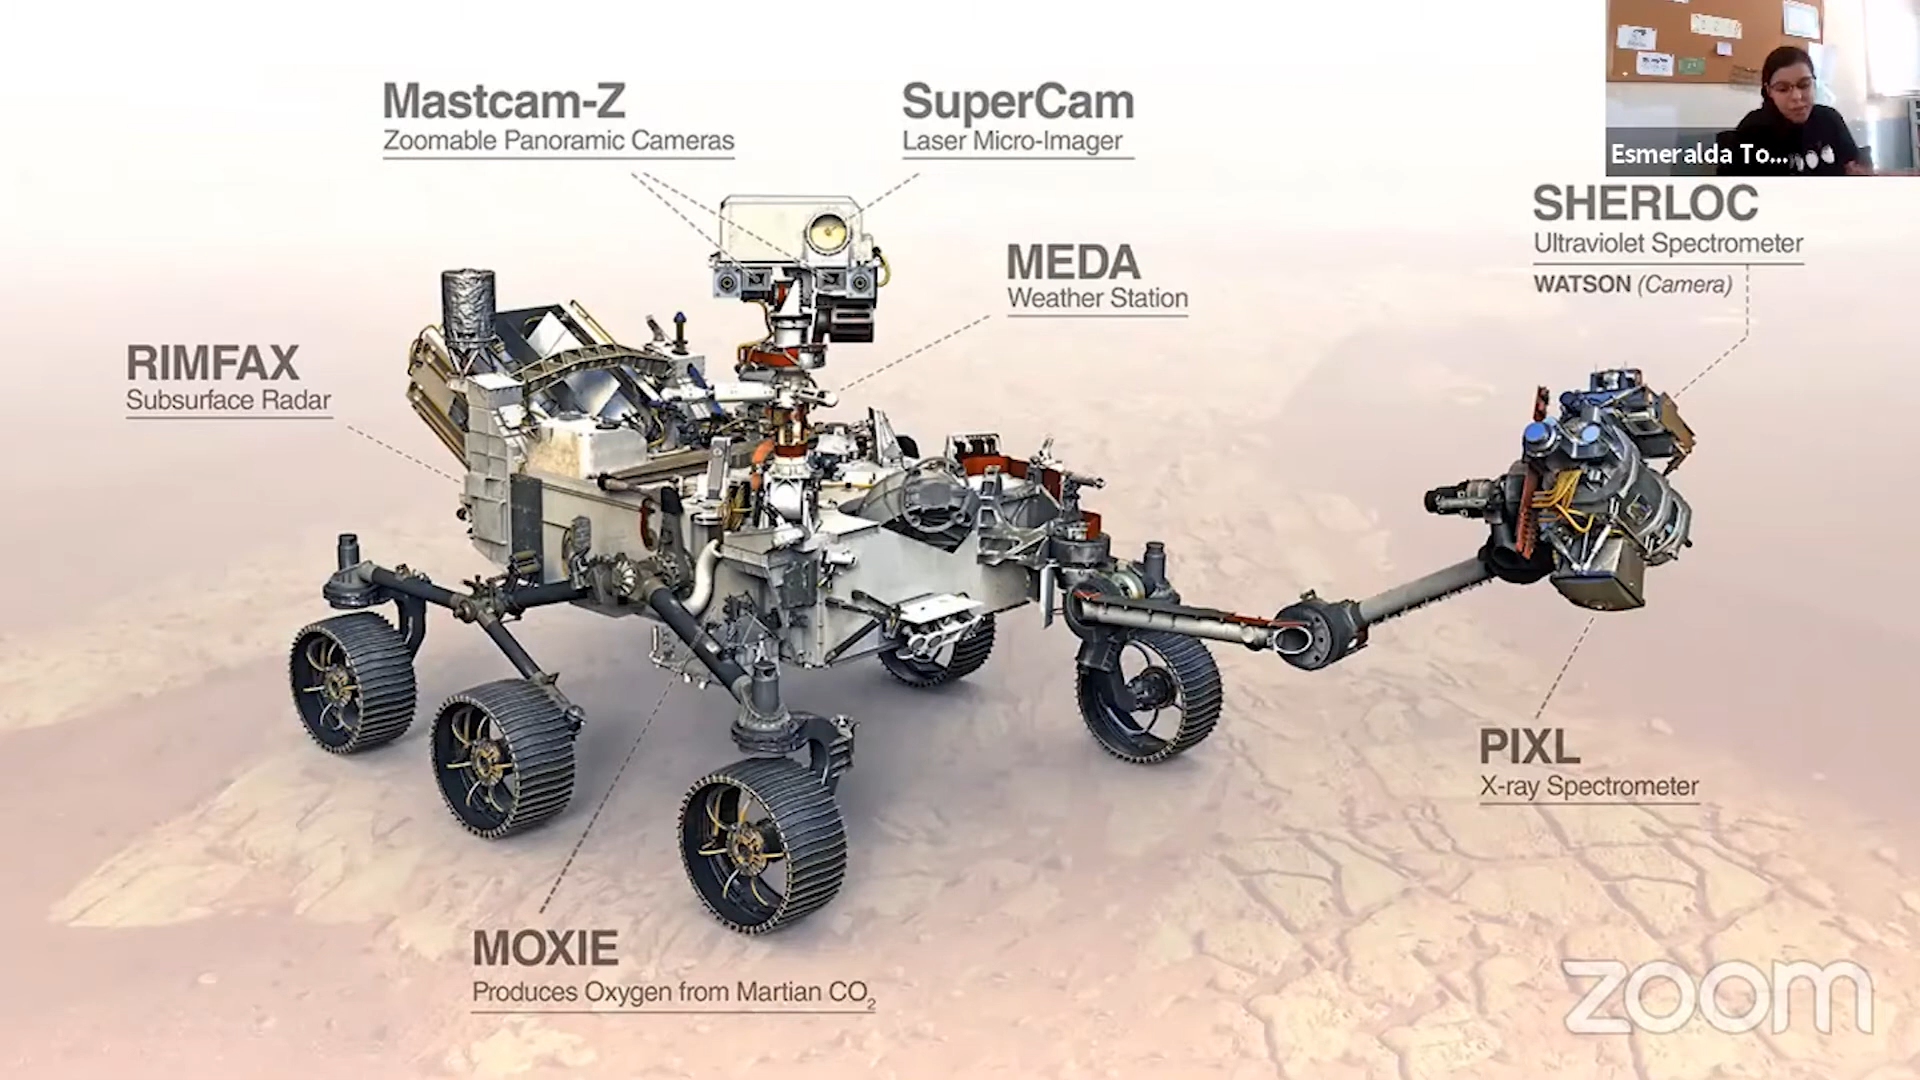 Mastcam-Z
Zoomable Panoramic Cameras
SuperCam
Laser Micro-Imager
Esmeralda To...
SHERLOC
Ultraviolet Spectrometer
WATSON (Camera)
MEDA
Weather Station
RIMFAX
Subsurface Radar
PIXL
X-ray Spectrometer
MOXIE
Produces Oxygen from Martian CO₂
zoom